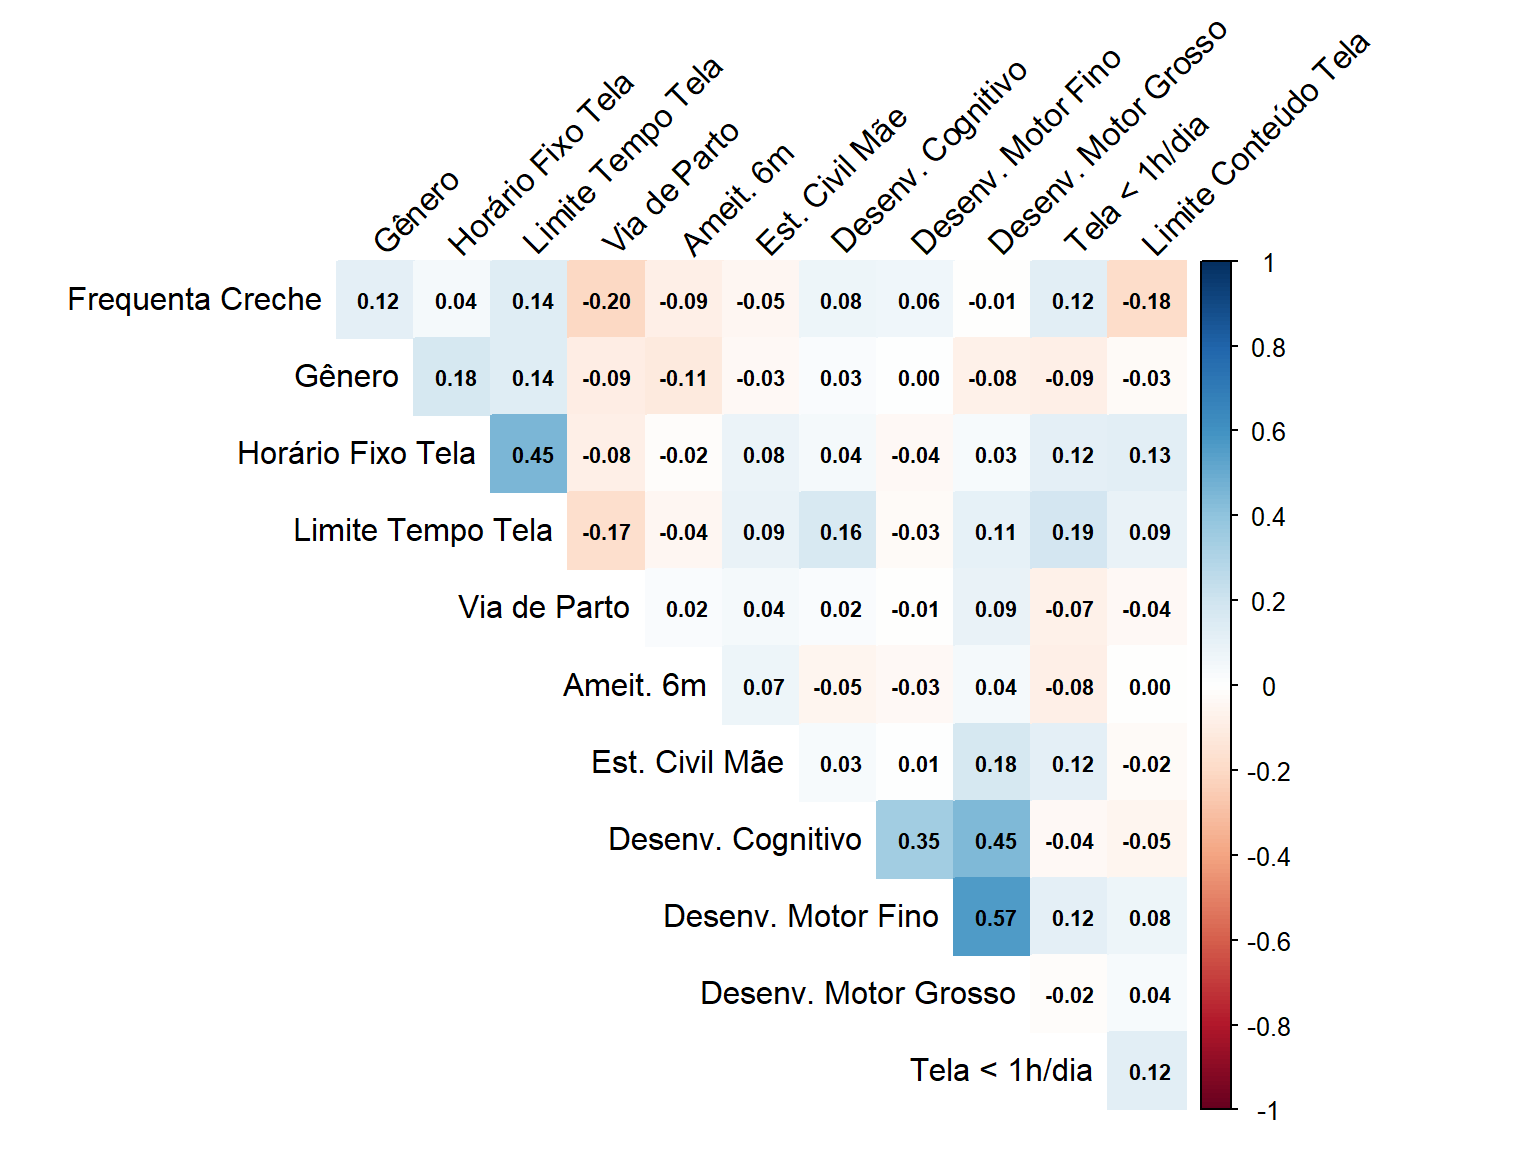 Gênero
Horário Fixo Tela
Limite Tempo Tela
Via de Parto
Ameit. 6m
Est. Civil Mãe
Desenv. Cognitivo
Desenv. Motor Fino
Desenv. Motor Grosso
Tela < 1h/dia
Limite Conteúdo Tela
Frequenta Creche 0.12 0.04 0.14 -0.20 -0.09 -0.05 0.08 0.06 -0.01 0.12 -0.18
Gênero 0.18 0.14 -0.09 -0.11 -0.03 0.03 0.00 -0.08 -0.09 -0.03
Horário Fixo Tela 0.45 -0.08 -0.02 0.08 0.04 -0.04 0.03 0.12 0.13
Limite Tempo Tela -0.17 -0.04 0.09 0.16 -0.03 0.11 0.19 0.09
Via de Parto 0.02 0.04 0.02 -0.01 0.09 -0.07 -0.04
Ameit. 6m 0.07 -0.05 -0.03 0.04 -0.08 0.00
Est. Civil Mãe 0.03 0.01 0.18 0.12 -0.02
Desenv. Cognitivo 0.35 0.45 -0.04 -0.05
Desenv. Motor Fino 0.57 0.12 0.08
Desenv. Motor Grosso -0.02 0.04
Tela < 1h/dia 0.12
1
0.8
0.6
0.4
0.2
0
-0.2
-0.4
-0.6
-0.8
-1